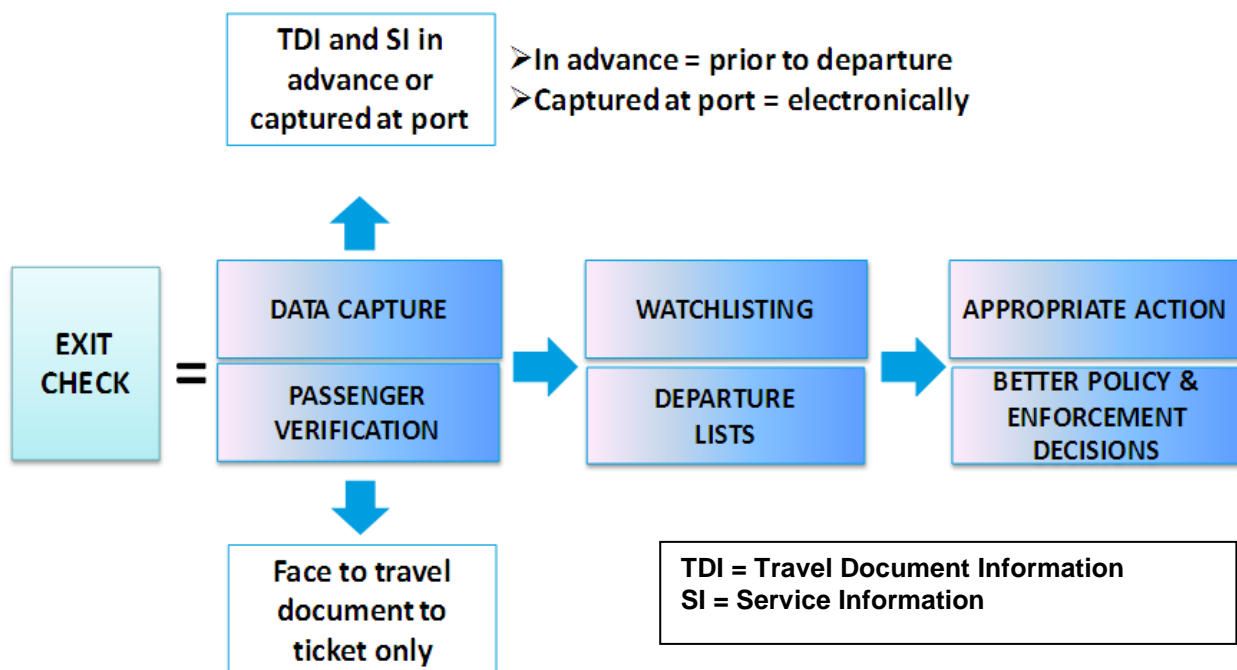 TDI and SI in
advance or
captured at port
➢In advance = prior to departure
➢Captured at port = electronically
EXIT
CHECK
=
DATA CAPTURE
PASSENGER
VERIFICATION
WATCHLISTING
DEPARTURE
LISTS
APPROPRIATE ACTION
BETTER POLICY &
ENFORCEMENT
DECISIONS
Face to travel
document to
ticket only
TDI = Travel Document Information
SI = Service Information